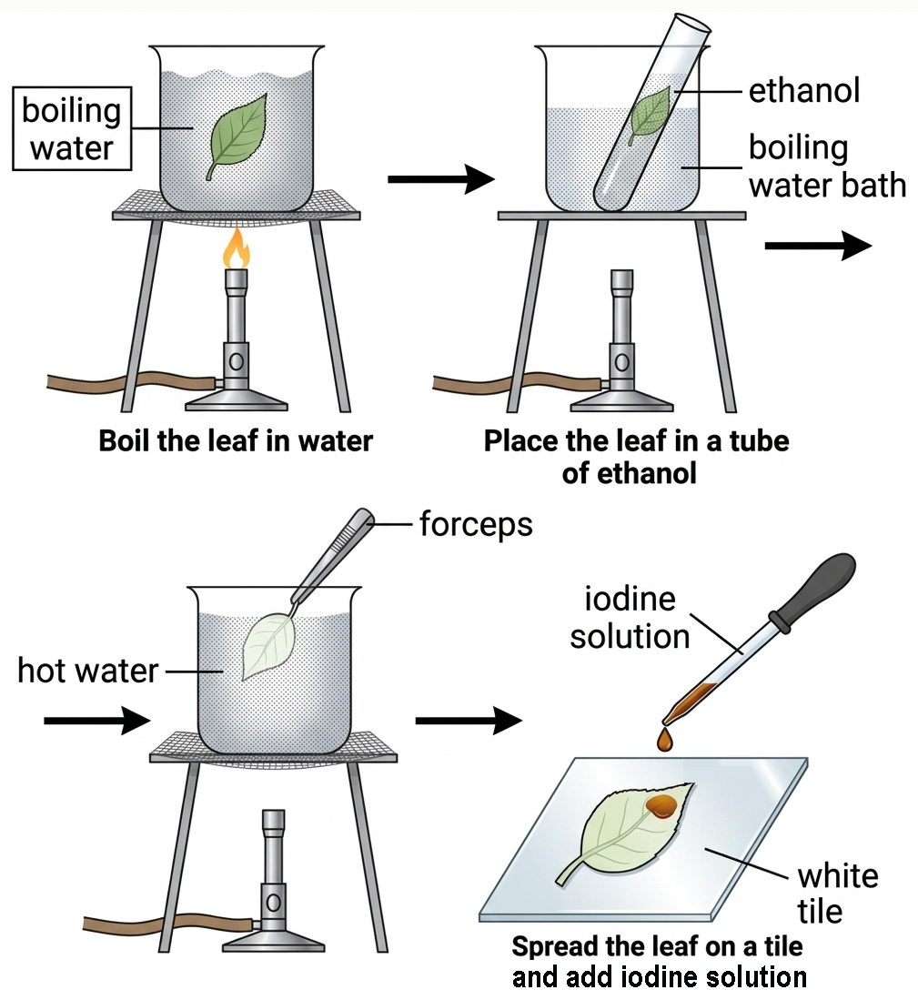 boiling
water
ethanol
boiling
water bath
Boil the leaf in water
Place the leaf in a tube
of ethanol
forceps
hot water
iodine
solution
white
tile
Spread the leaf on a tile
and add iodine solution